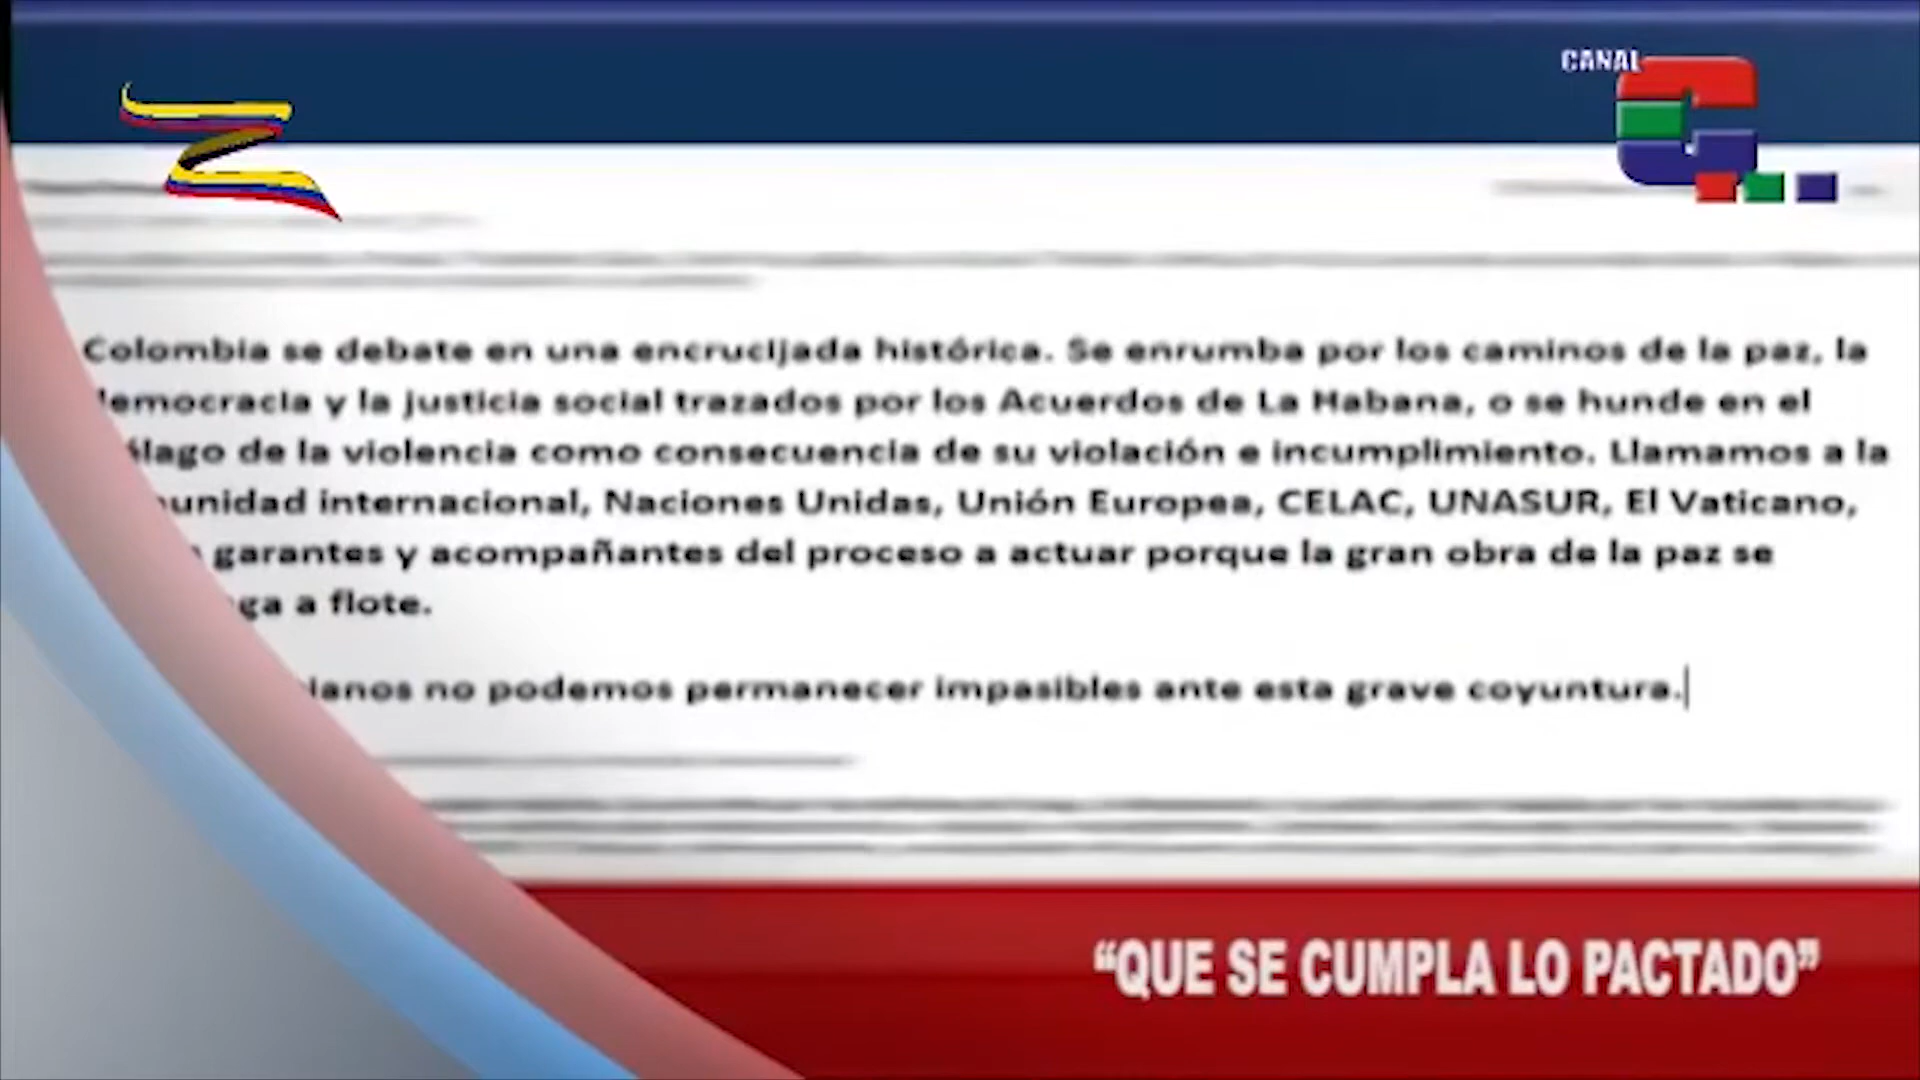 CANAL
Colombia se debate en una encrucijada histórica. Se enrumba por los caminos de la paz, la
democracia y la justicia social trazados por los Acuerdos de La Habana, o se hunde en el
de la violencia como consecuencia de su violación e incumplimiento. Llamamos a la
unidad internacional, Naciones Unidas, Unión Europea, CELAC, UNASUR, El Vaticano,
garantes y acompañantes del proceso a actuar porque la gran obra de la paz se
ga a flote.
ianos no podemos permanecer impasibles ante esta grave coyuntura.
“QUE SE CUMPLA LO PACTADO”